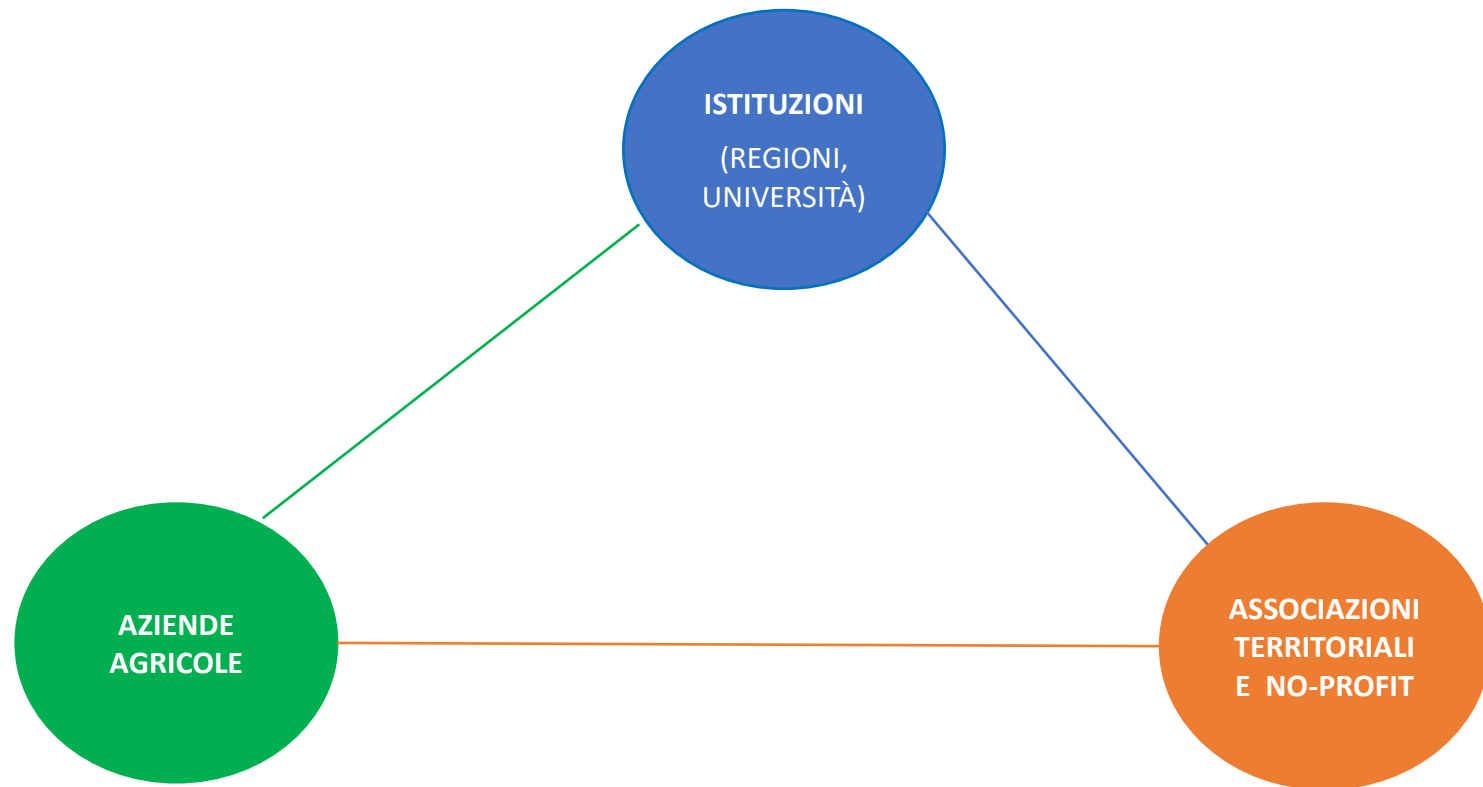 ISTITUZIONI
(REGIONI,
UNIVERSITÀ)
AZIENDE
AGRICOLE
ASSOCIAZIONI
TERRITORIALI
E NO-PROFIT